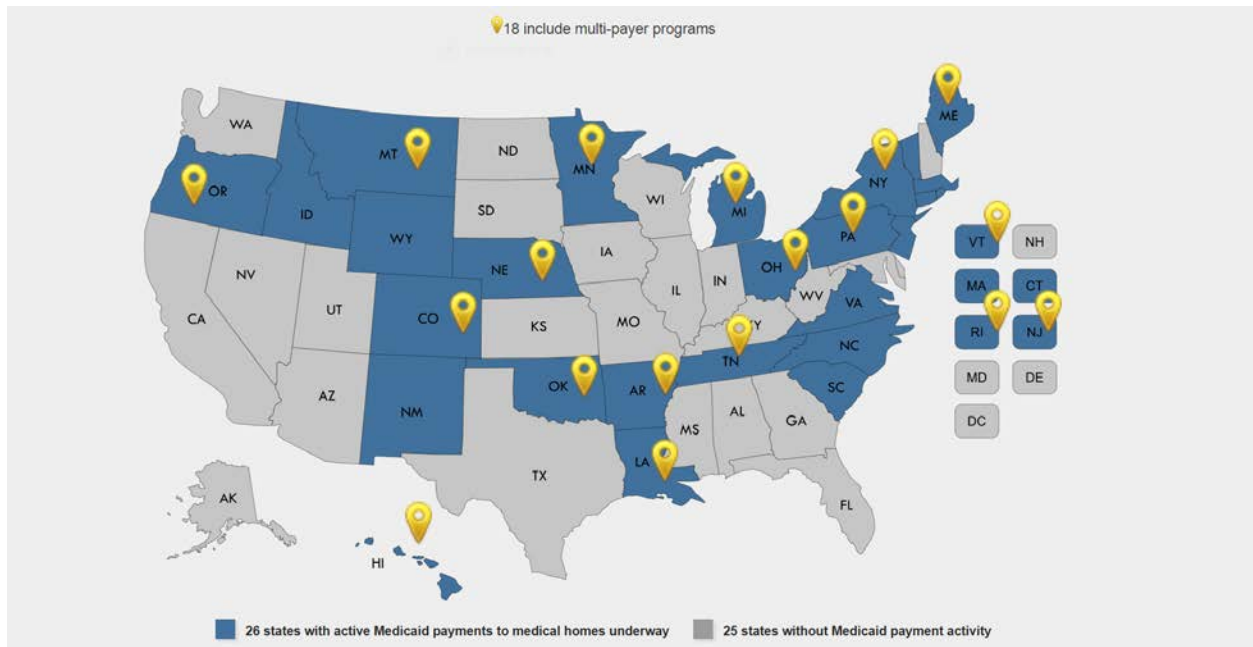 18 include multi-payer programs
WA
ME
MT
ND
MN
OR
ID
SD
WI
NY
MI
WY
PA
VT
NH
NE
IA
OH
NV
IL
IN
MA
CT
UT
CO
WV
VA
CA
KS
MO
KY
RI
NJ
TN
NC
AZ
OK
AR
SC
MD
DE
NM
MS
AL
GA
DC
LA
TX
AK
FL
HI
26 states with active Medicaid payments to medical homes underway
25 states without Medicaid payment activity